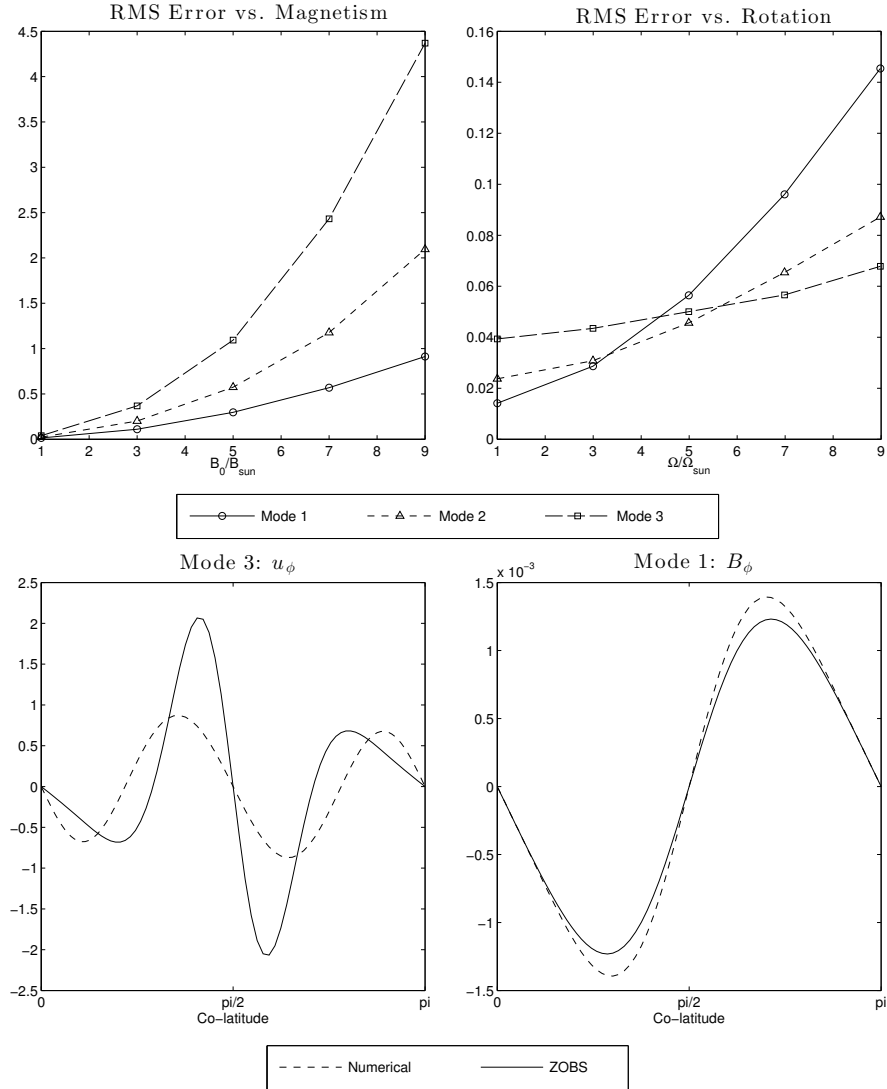 RMS Error vs. Magnetism
4.5
4
3.5
3
2.5
2
1.5
1
0.5
0
1 2 3 4 5 6 7 8 9
B0/Bsun
RMS Error vs. Rotation
0.16
0.14
0.12
0.1
0.08
0.06
0.04
0.02
0
1 2 3 4 5 6 7 8 9
Ω/Ωsun
Mode 1 Mode 2 Mode 3
Mode 3: uϕ
2.5
2
1.5
1
0.5
0
−0.5
−1
−1.5
−2
−2.5
0 pi/2 pi
Co−latitude
Mode 1: Bϕ
x 10−3
1.5
1
0.5
0
−0.5
−1
−1.5
0 pi/2 pi
Co−latitude
Numerical ZOBS